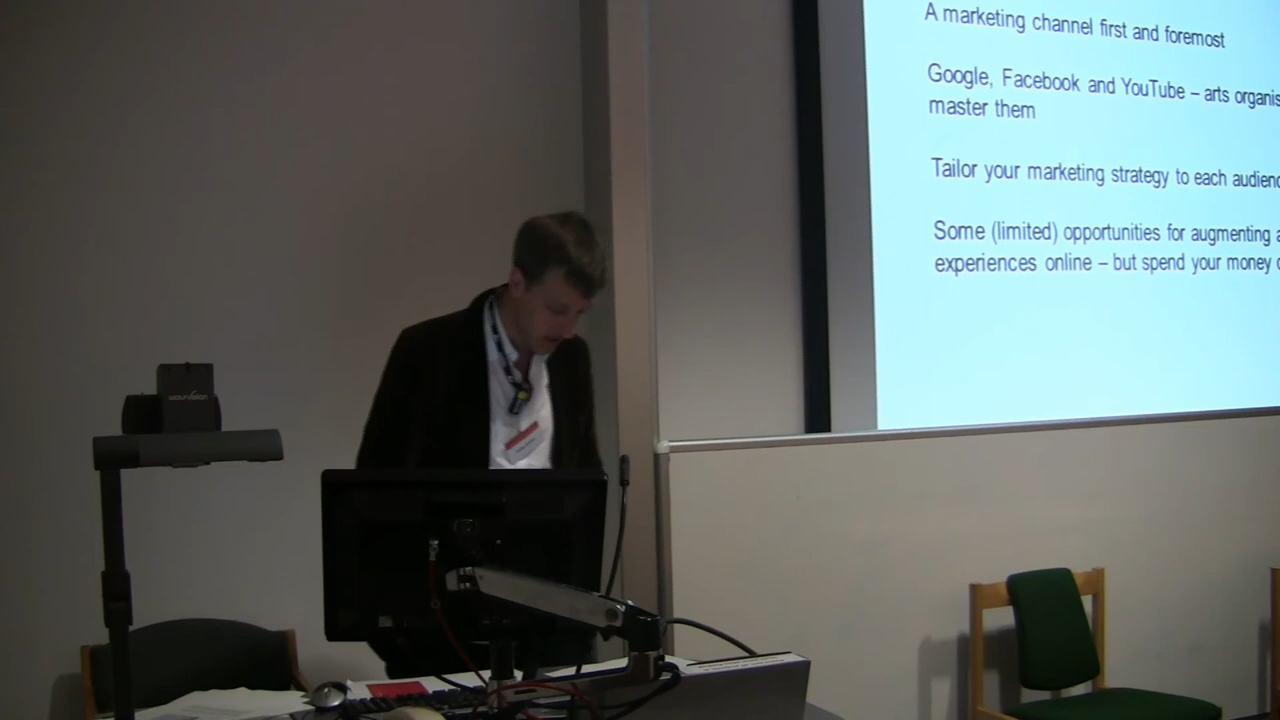 A marketing channel first and foremost
Google, Facebook and YouTube – arts organis
master them
Tailor your marketing strategy to each audienc
Some (limited) opportunities for augmenting a
experiences online – but spend your money o
wolfvision